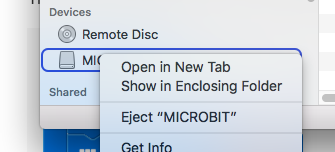 Devices
Remote Disc
MIC
Open in New Tab
Show in Enclosing Folder
Shared
Eject “MICROBIT”
Get Info